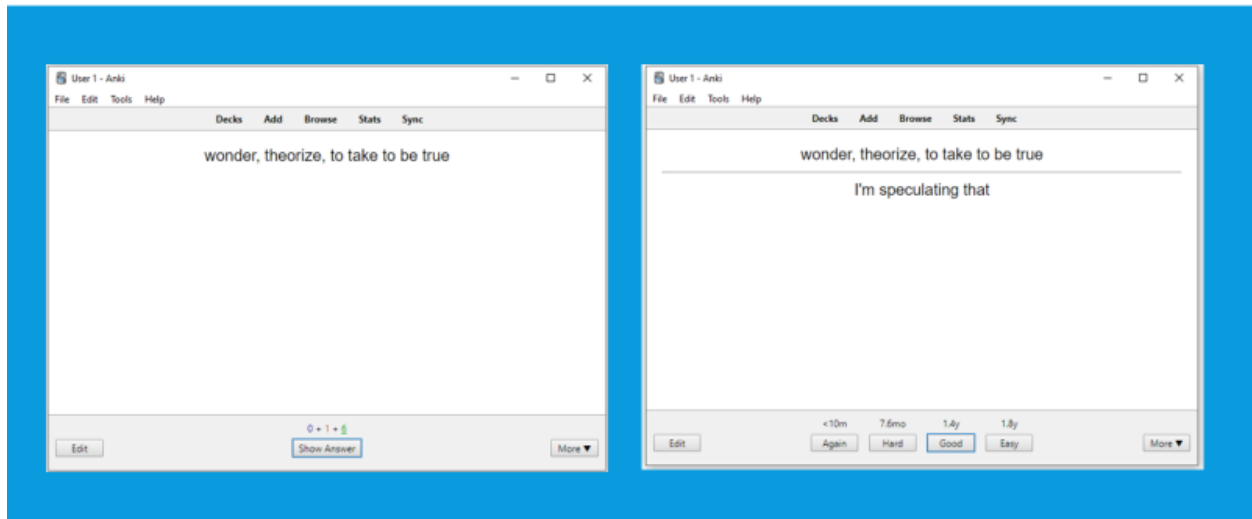 User 1 - Anki
File Edit Tools Help
Decks Add Browse Stats Sync
wonder, theorize, to take to be true
0 + 1 + 6
Edit Show Answer More ▼
User 1 - Anki
File Edit Tools Help
Decks Add Browse Stats Sync
wonder, theorize, to take to be true
I'm speculating that
<10m 7.6mo 1.4y 1.8y
Edit Again Hard Good Easy More ▼